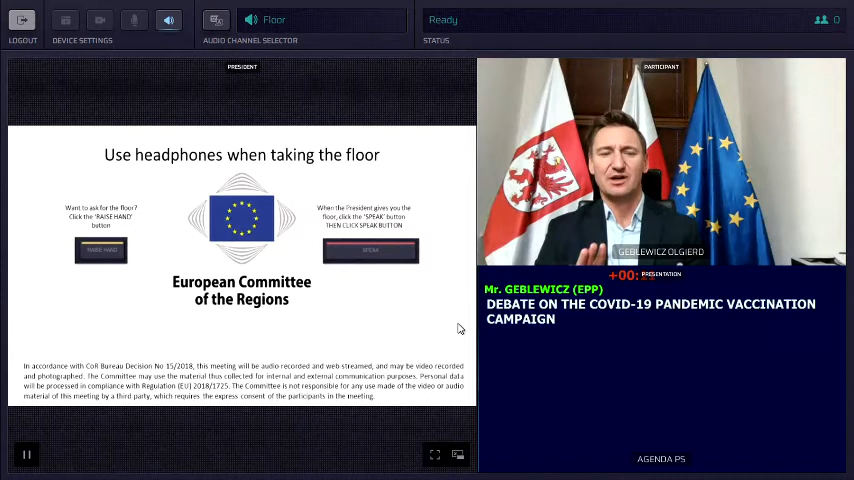 Floor
Ready
0
LOGOUT
DEVICE SETTINGS
AUDIO CHANNEL SELECTOR
STATUS
PRESIDENT
PARTICIPANT
Use headphones when taking the floor
Want to ask for the floor?
Click the 'RAISE HAND'
button
RAISE HAND
When the President gives you the
floor, click the 'SPEAK' button
THEN CLICK SPEAK BUTTON
SPEAK
European Committee
of the Regions
In accordance with CoR Bureau Decision No 15/2018, this meeting will be audio recorded and web streamed, and may be video recorded
and photographed. The Committee may use the material thus collected for internal and external communication purposes. Personal data
will be processed in compliance with Regulation (EU) 2018/1725. The Committee is not responsible for any use made of the video or audio
material of this meeting by a third party, which requires the express consent of the participants in the meeting.
GEBLEWICZ OLGIERD
PRESENTATION
Mr. GEBLEWICZ (EPP)
DEBATE ON THE COVID-19 PANDEMIC VACCINATION
CAMPAIGN
AGENDA PS